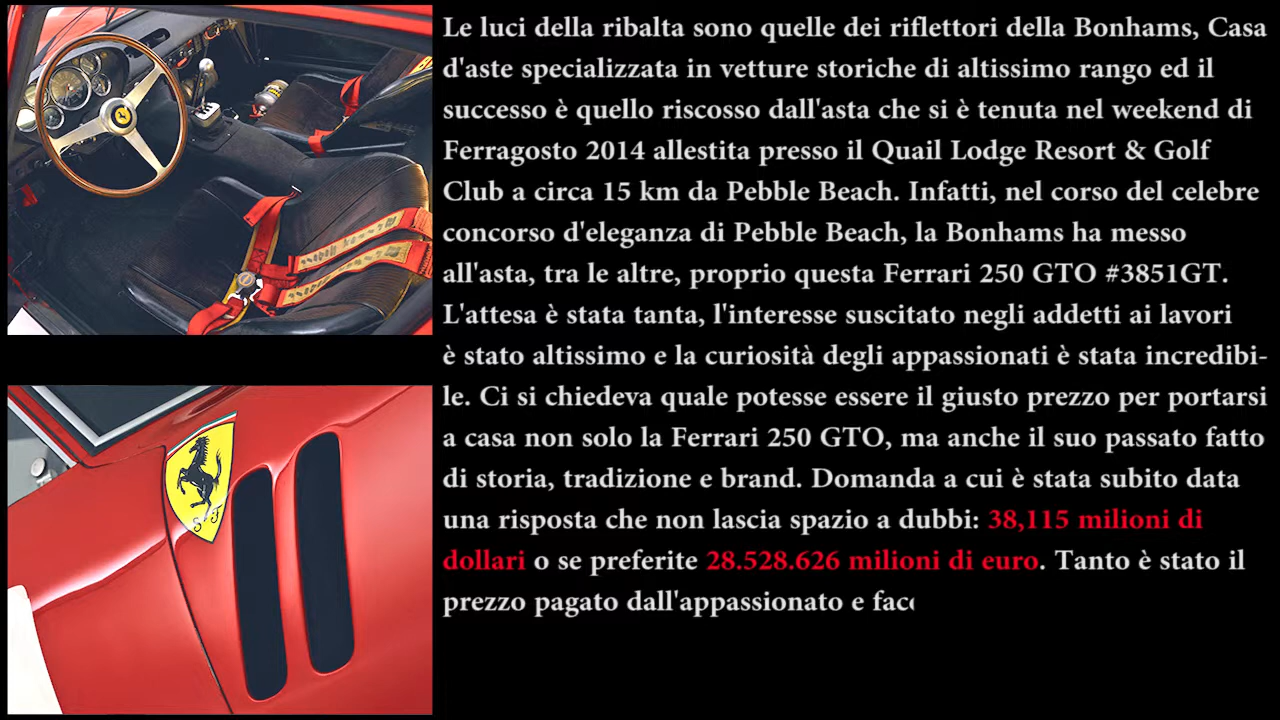 Le luci della ribalta sono quelle dei riflettori della Bonhams, Casa
d'aste specializzata in vetture storiche di altissimo rango ed il
successo è quello riscosso dall'asta che si è tenuta nel weekend di
Ferragosto 2014 allestita presso il Quail Lodge Resort & Golf
Club a circa 15 km da Pebble Beach. Infatti, nel corso del celebre
concorso d'eleganza di Pebble Beach, la Bonhams ha messo
all'asta, tra le altre, proprio questa Ferrari 250 GTO #3851GT.
L'attesa è stata tanta, l'interesse suscitato negli addetti ai lavori
è stato altissimo e la curiosità degli appassionati è stata incredibi-
le. Ci si chiedeva quale potesse essere il giusto prezzo per portarsi
a casa non solo la Ferrari 250 GTO, ma anche il suo passato fatto
di storia, tradizione e brand. Domanda a cui è stata subito data
una risposta che non lascia spazio a dubbi: 38,115 milioni di
dollari o se preferite 28.528.626 milioni di euro. Tanto è stato il
prezzo pagato dall'appassionato e
S F